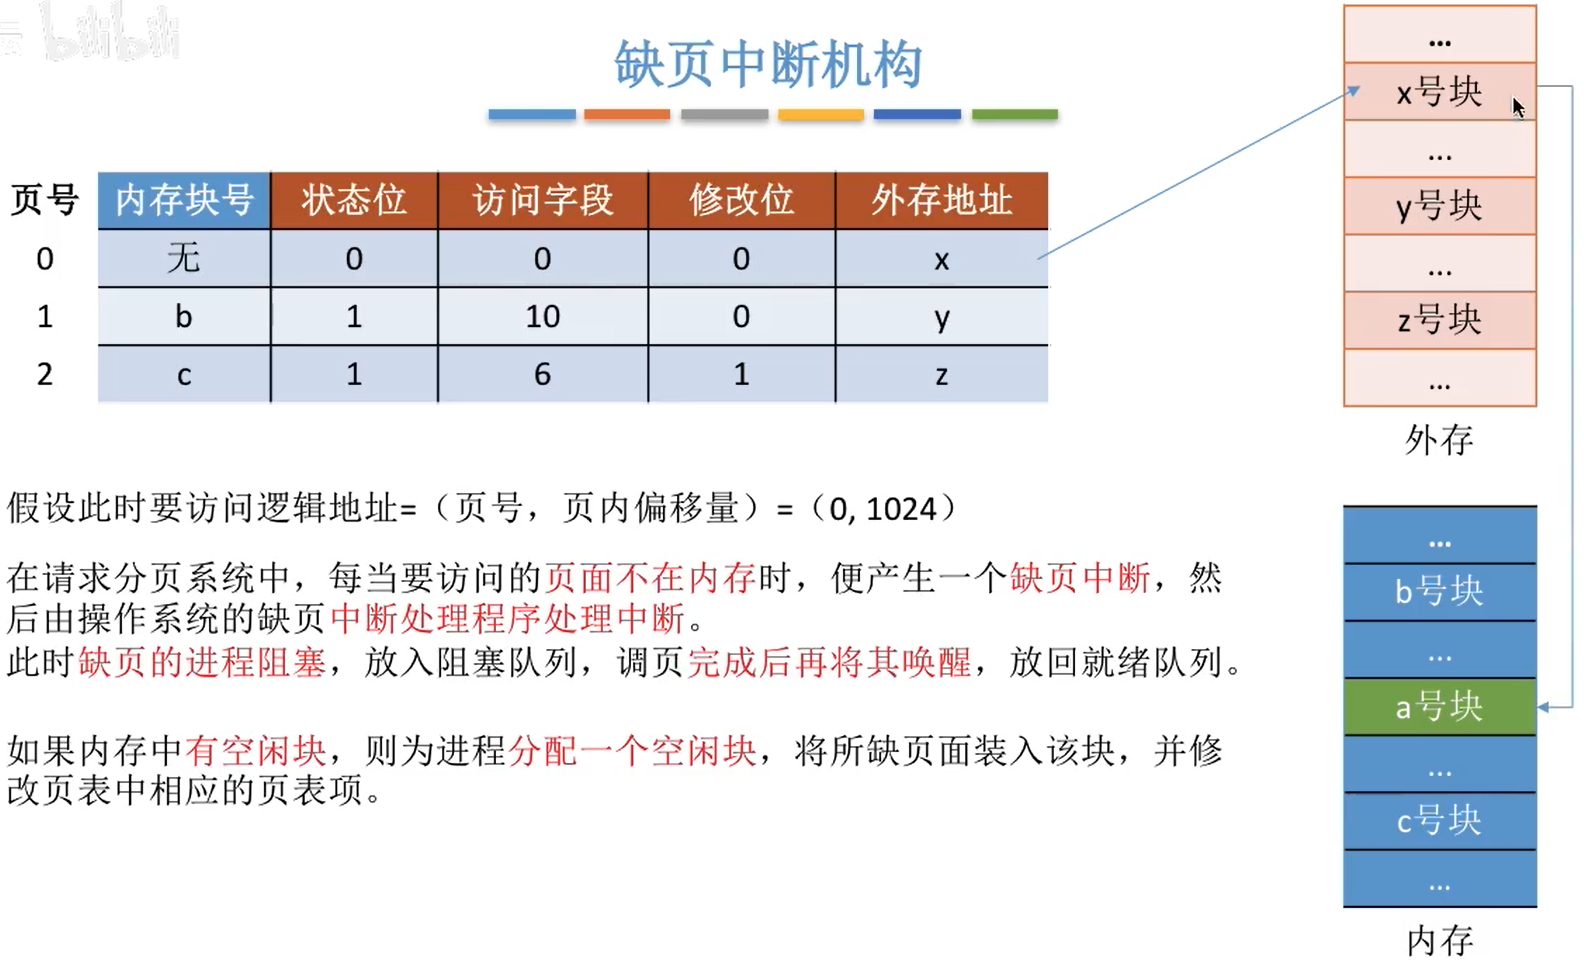 bilibili
缺页中断机构
页号 内存块号 状态位 访问字段 修改位 外存地址
0 无 0 0 0 x
1 b 1 10 0 y
2 c 1 6 1 z
假设此时要访问逻辑地址=（页号，页内偏移量）=（0, 1024）
在请求分页系统中，每当要访问的页面不在内存时，便产生一个缺页中断，然
后由操作系统的缺页中断处理程序处理中断。
此时缺页的进程阻塞，放入阻塞队列，调页完成后再将其唤醒，放回就绪队列。
如果内存中有空闲块，则为进程分配一个空闲块，将所缺页面装入该块，并修
改页表中相应的页表项。
...
x号块
...
y号块
...
z号块
...
外存
...
b号块
...
a号块
...
c号块
...
内存